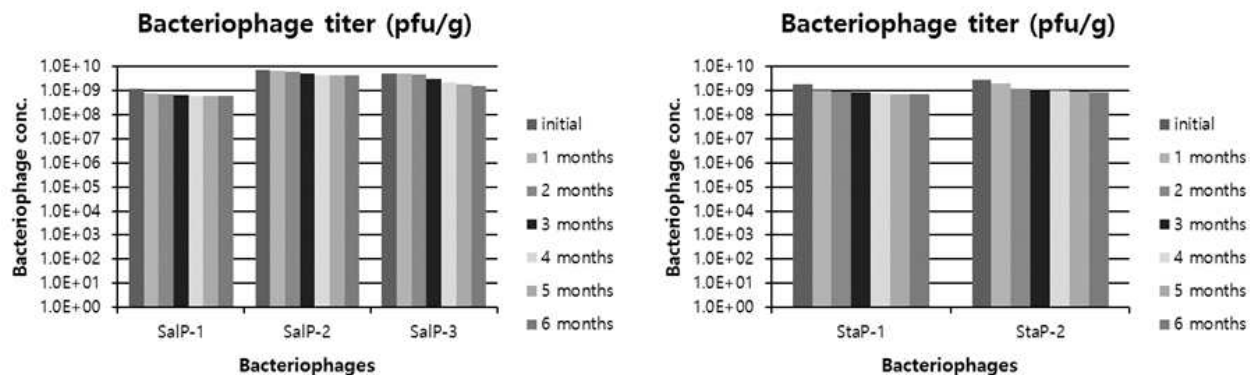 Bacteriophage titer (pfu/g)
Bacteriophage conc.
1.0E+10
1.0E+09
1.0E+08
1.0E+07
1.0E+06
1.0E+05
1.0E+04
1.0E+03
1.0E+02
1.0E+01
1.0E+00
SalP-1
SalP-2
SalP-3
Bacteriophages
initial
1 months
2 months
3 months
4 months
5 months
6 months
Bacteriophage titer (pfu/g)
Bacteriophage conc.
1.0E+10
1.0E+09
1.0E+08
1.0E+07
1.0E+06
1.0E+05
1.0E+04
1.0E+03
1.0E+02
1.0E+01
1.0E+00
StaP-1
StaP-2
Bacteriophages
initial
1 months
2 months
3 months
4 months
5 months
6 months